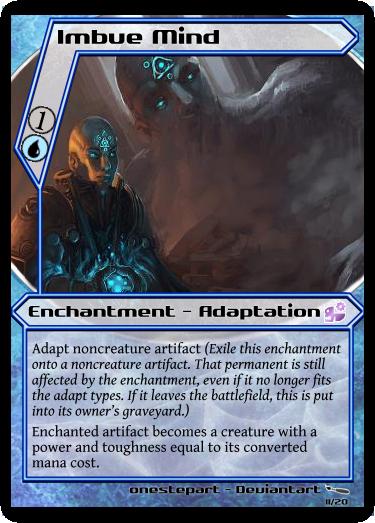 Imbue Mind
1
Enchantment - Adaptation
Adapt noncreature artifact (Exile this enchantment
onto a noncreature artifact. That permanent is still
affected by the enchantment, even if it no longer fits
the adapt types. If it leaves the battlefield, this is put
into its owner's graveyard.)
Enchanted artifact becomes a creature with a
power and toughness equal to its converted
mana cost.
onestepart - Deviantart
11/20